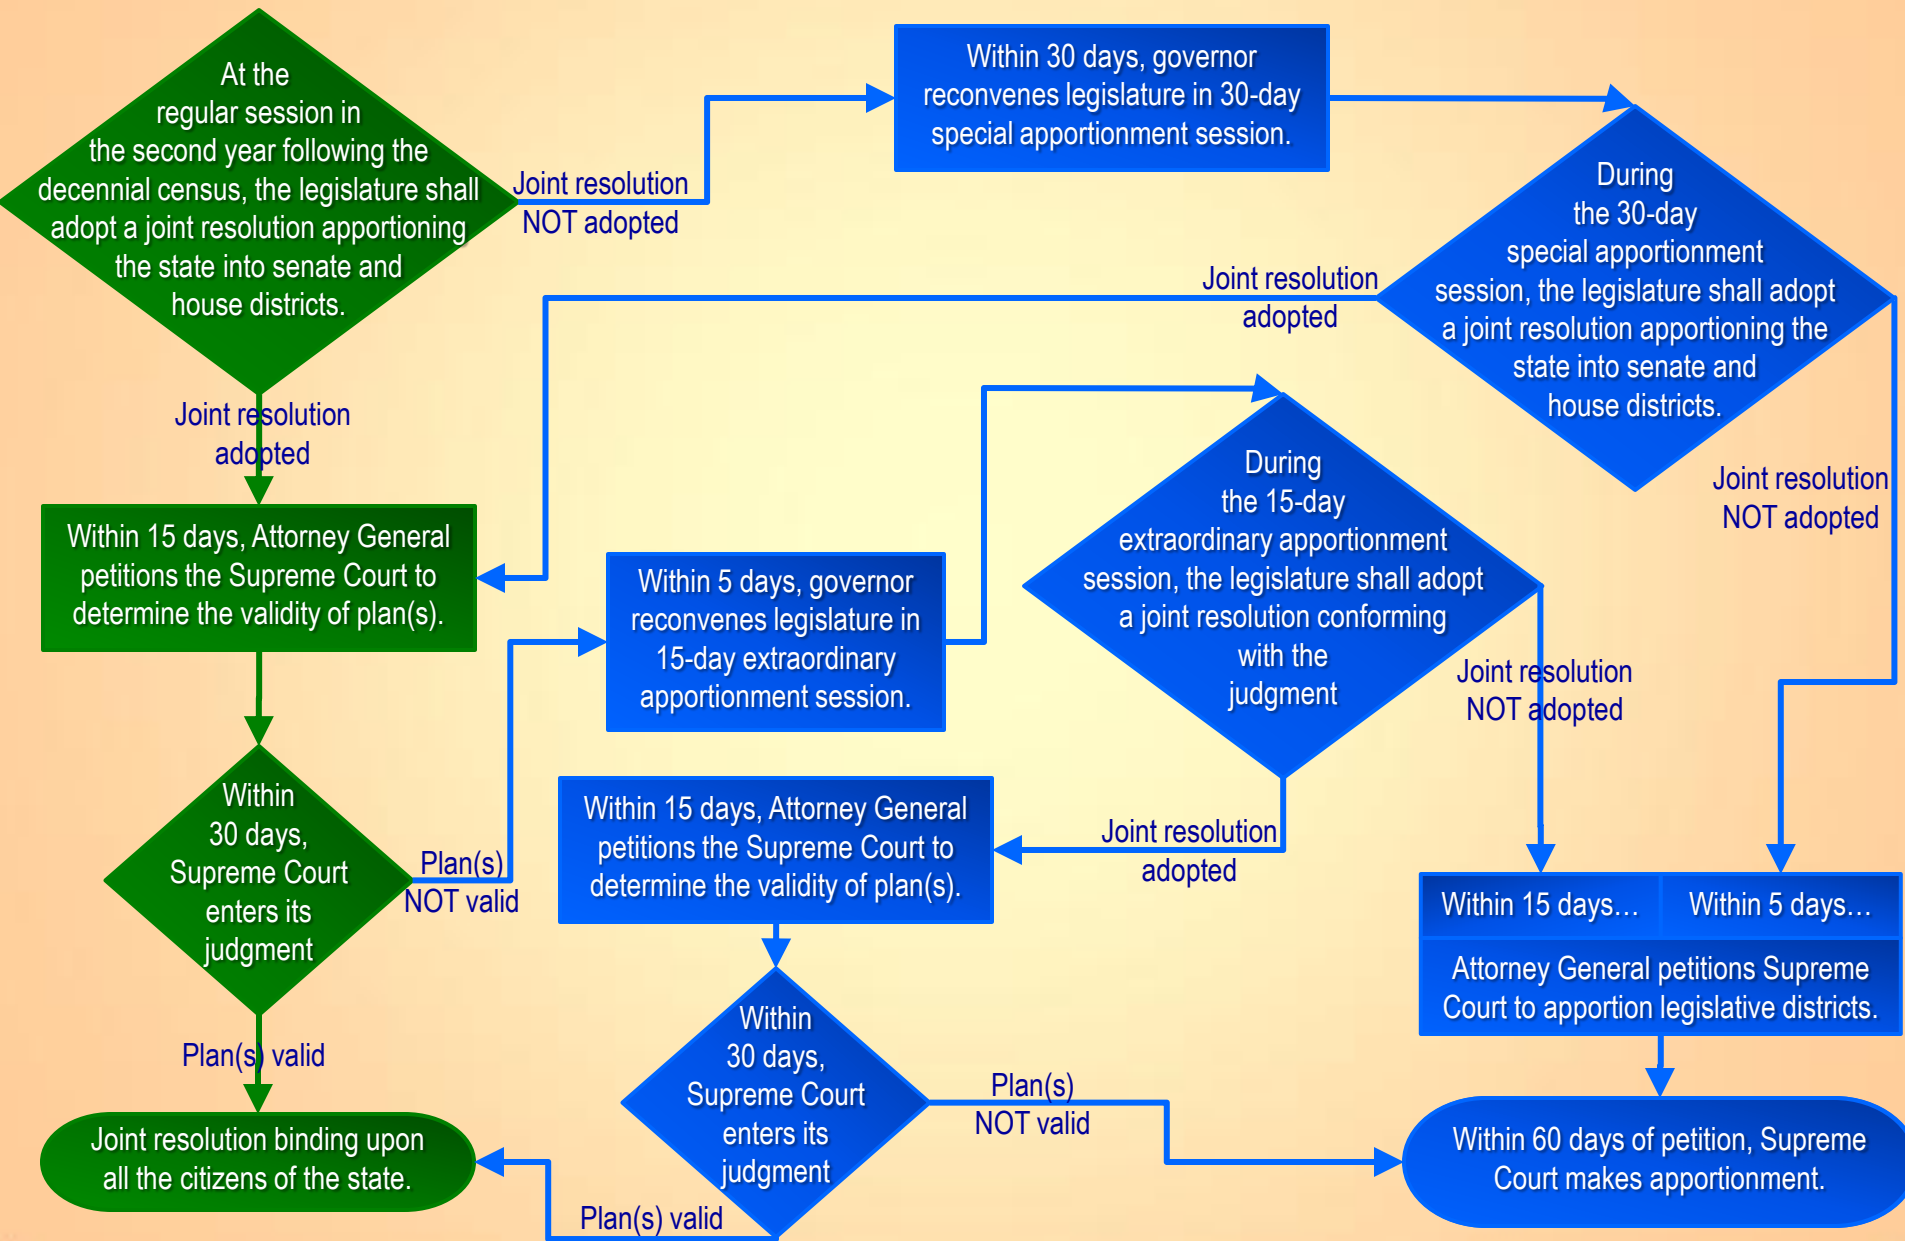 At the
regular session in
the second year following the
decennial census, the legislature shall
adopt a joint resolution apportioning
the state into senate and
house districts.
Joint resolution
NOT adopted
Within 30 days, governor
reconvenes legislature in 30-day
special apportionment session.
During
the 30-day
special apportionment
session, the legislature shall adopt
a joint resolution apportioning the
state into senate and
house districts.
Joint resolution
adopted
Joint resolution
NOT adopted
Joint resolution
adopted
Within 15 days, Attorney General
petitions the Supreme Court to
determine the validity of plan(s).
Within 30 days,
Supreme Court
enters its
judgment
Plan(s)
NOT valid
Within 5 days, governor
reconvenes legislature in
15-day extraordinary
apportionment session.
During
the 15-day
extraordinary apportionment
session, the legislature shall adopt
a joint resolution conforming
with the
judgment
Joint resolution
NOT adopted
Joint resolution
adopted
Within 15 days, Attorney General
petitions the Supreme Court to
determine the validity of plan(s).
Within
30 days,
Supreme Court
enters its
judgment
Plan(s)
NOT valid
Within 15 days…
Within 5 days…
Attorney General petitions Supreme
Court to apportion legislative districts.
Within 60 days of petition, Supreme
Court makes apportionment.
Plan(s) valid
Joint resolution binding upon
all the citizens of the state.
Plan(s) valid